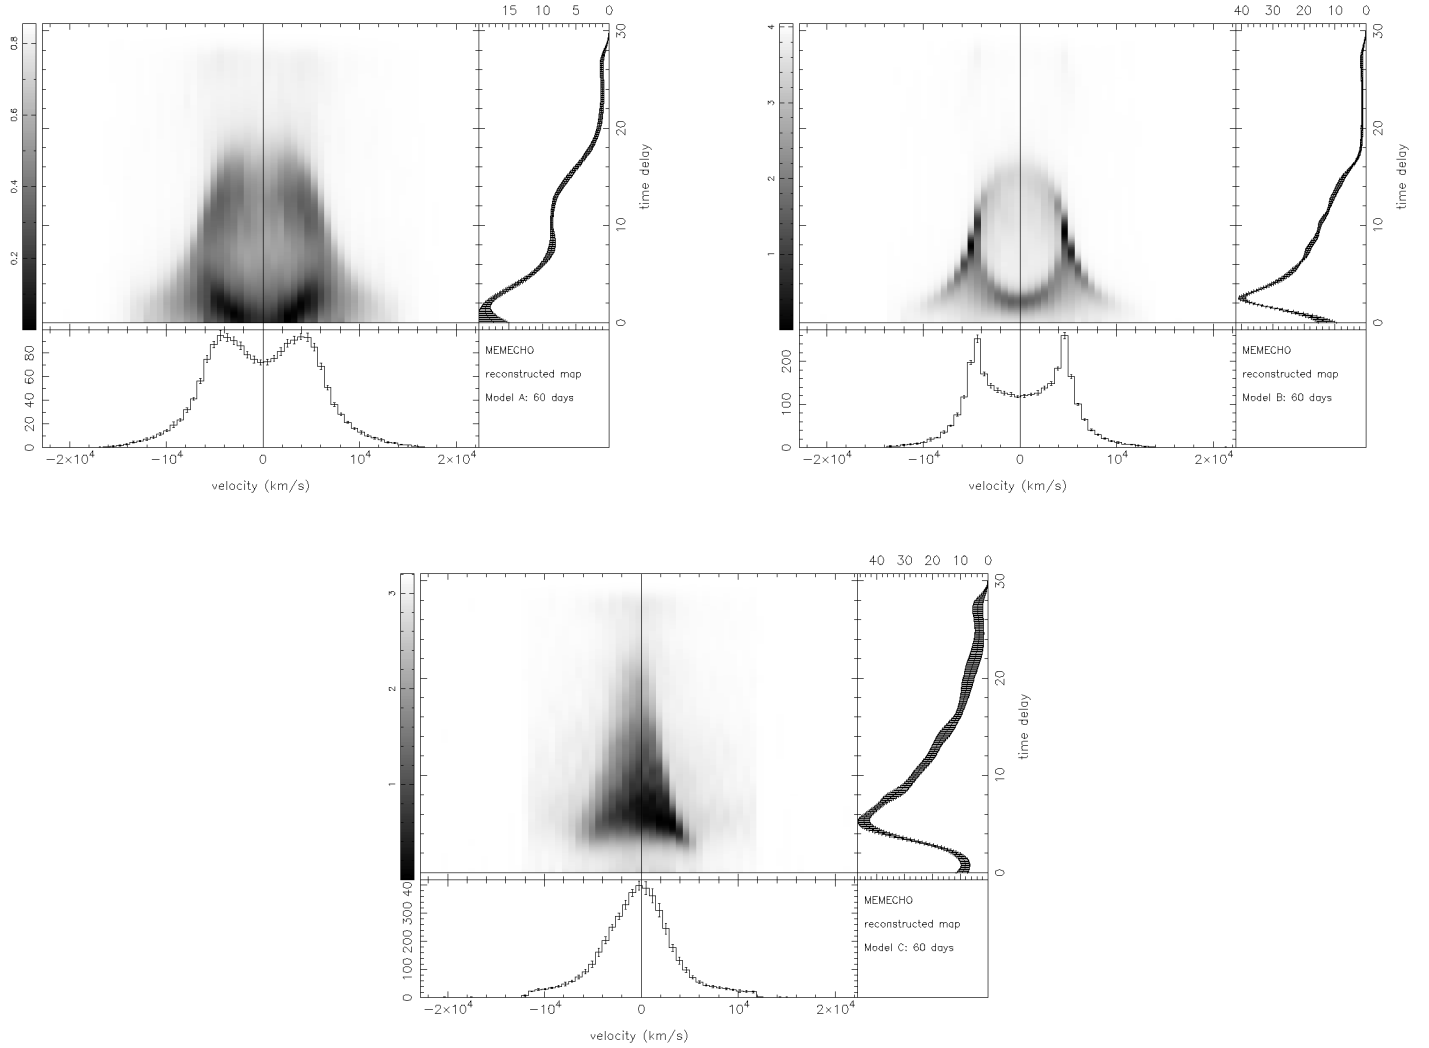 15 10 5 0
0.8
0.6
0.4
0.2
30
20
10
0
time delay
80
60
40
20
0
MEMECHO
reconstructed map
Model A: 60 days
−2×10⁴ −10⁴ 0 10⁴ 2×10⁴
velocity (km/s)
40 30 20 10 0
4
3
2
1
30
20
10
0
time delay
200
100
0
MEMECHO
reconstructed map
Model B: 60 days
−2×10⁴ −10⁴ 0 10⁴ 2×10⁴
velocity (km/s)
40 30 20 10 0
3
2
1
30
20
10
0
time delay
40
300
200
100
0
MEMECHO
reconstructed map
Model C: 60 days
−2×10⁴ −10⁴ 0 10⁴ 2×10⁴
velocity (km/s)